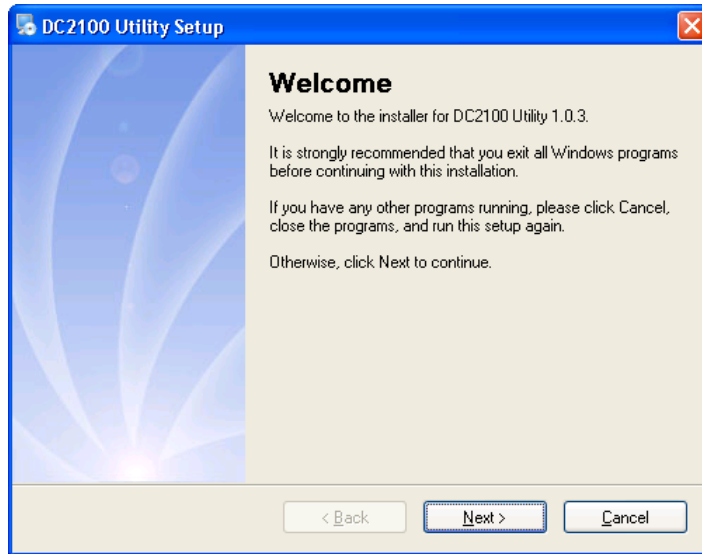 DC2100 Utility Setup
Welcome
Welcome to the installer for DC2100 Utility 1.0.3.
It is strongly recommended that you exit all Windows programs
before continuing with this installation.
If you have any other programs running, please click Cancel,
close the programs, and run this setup again.
Otherwise, click Next to continue.
< Back
Next >
Cancel